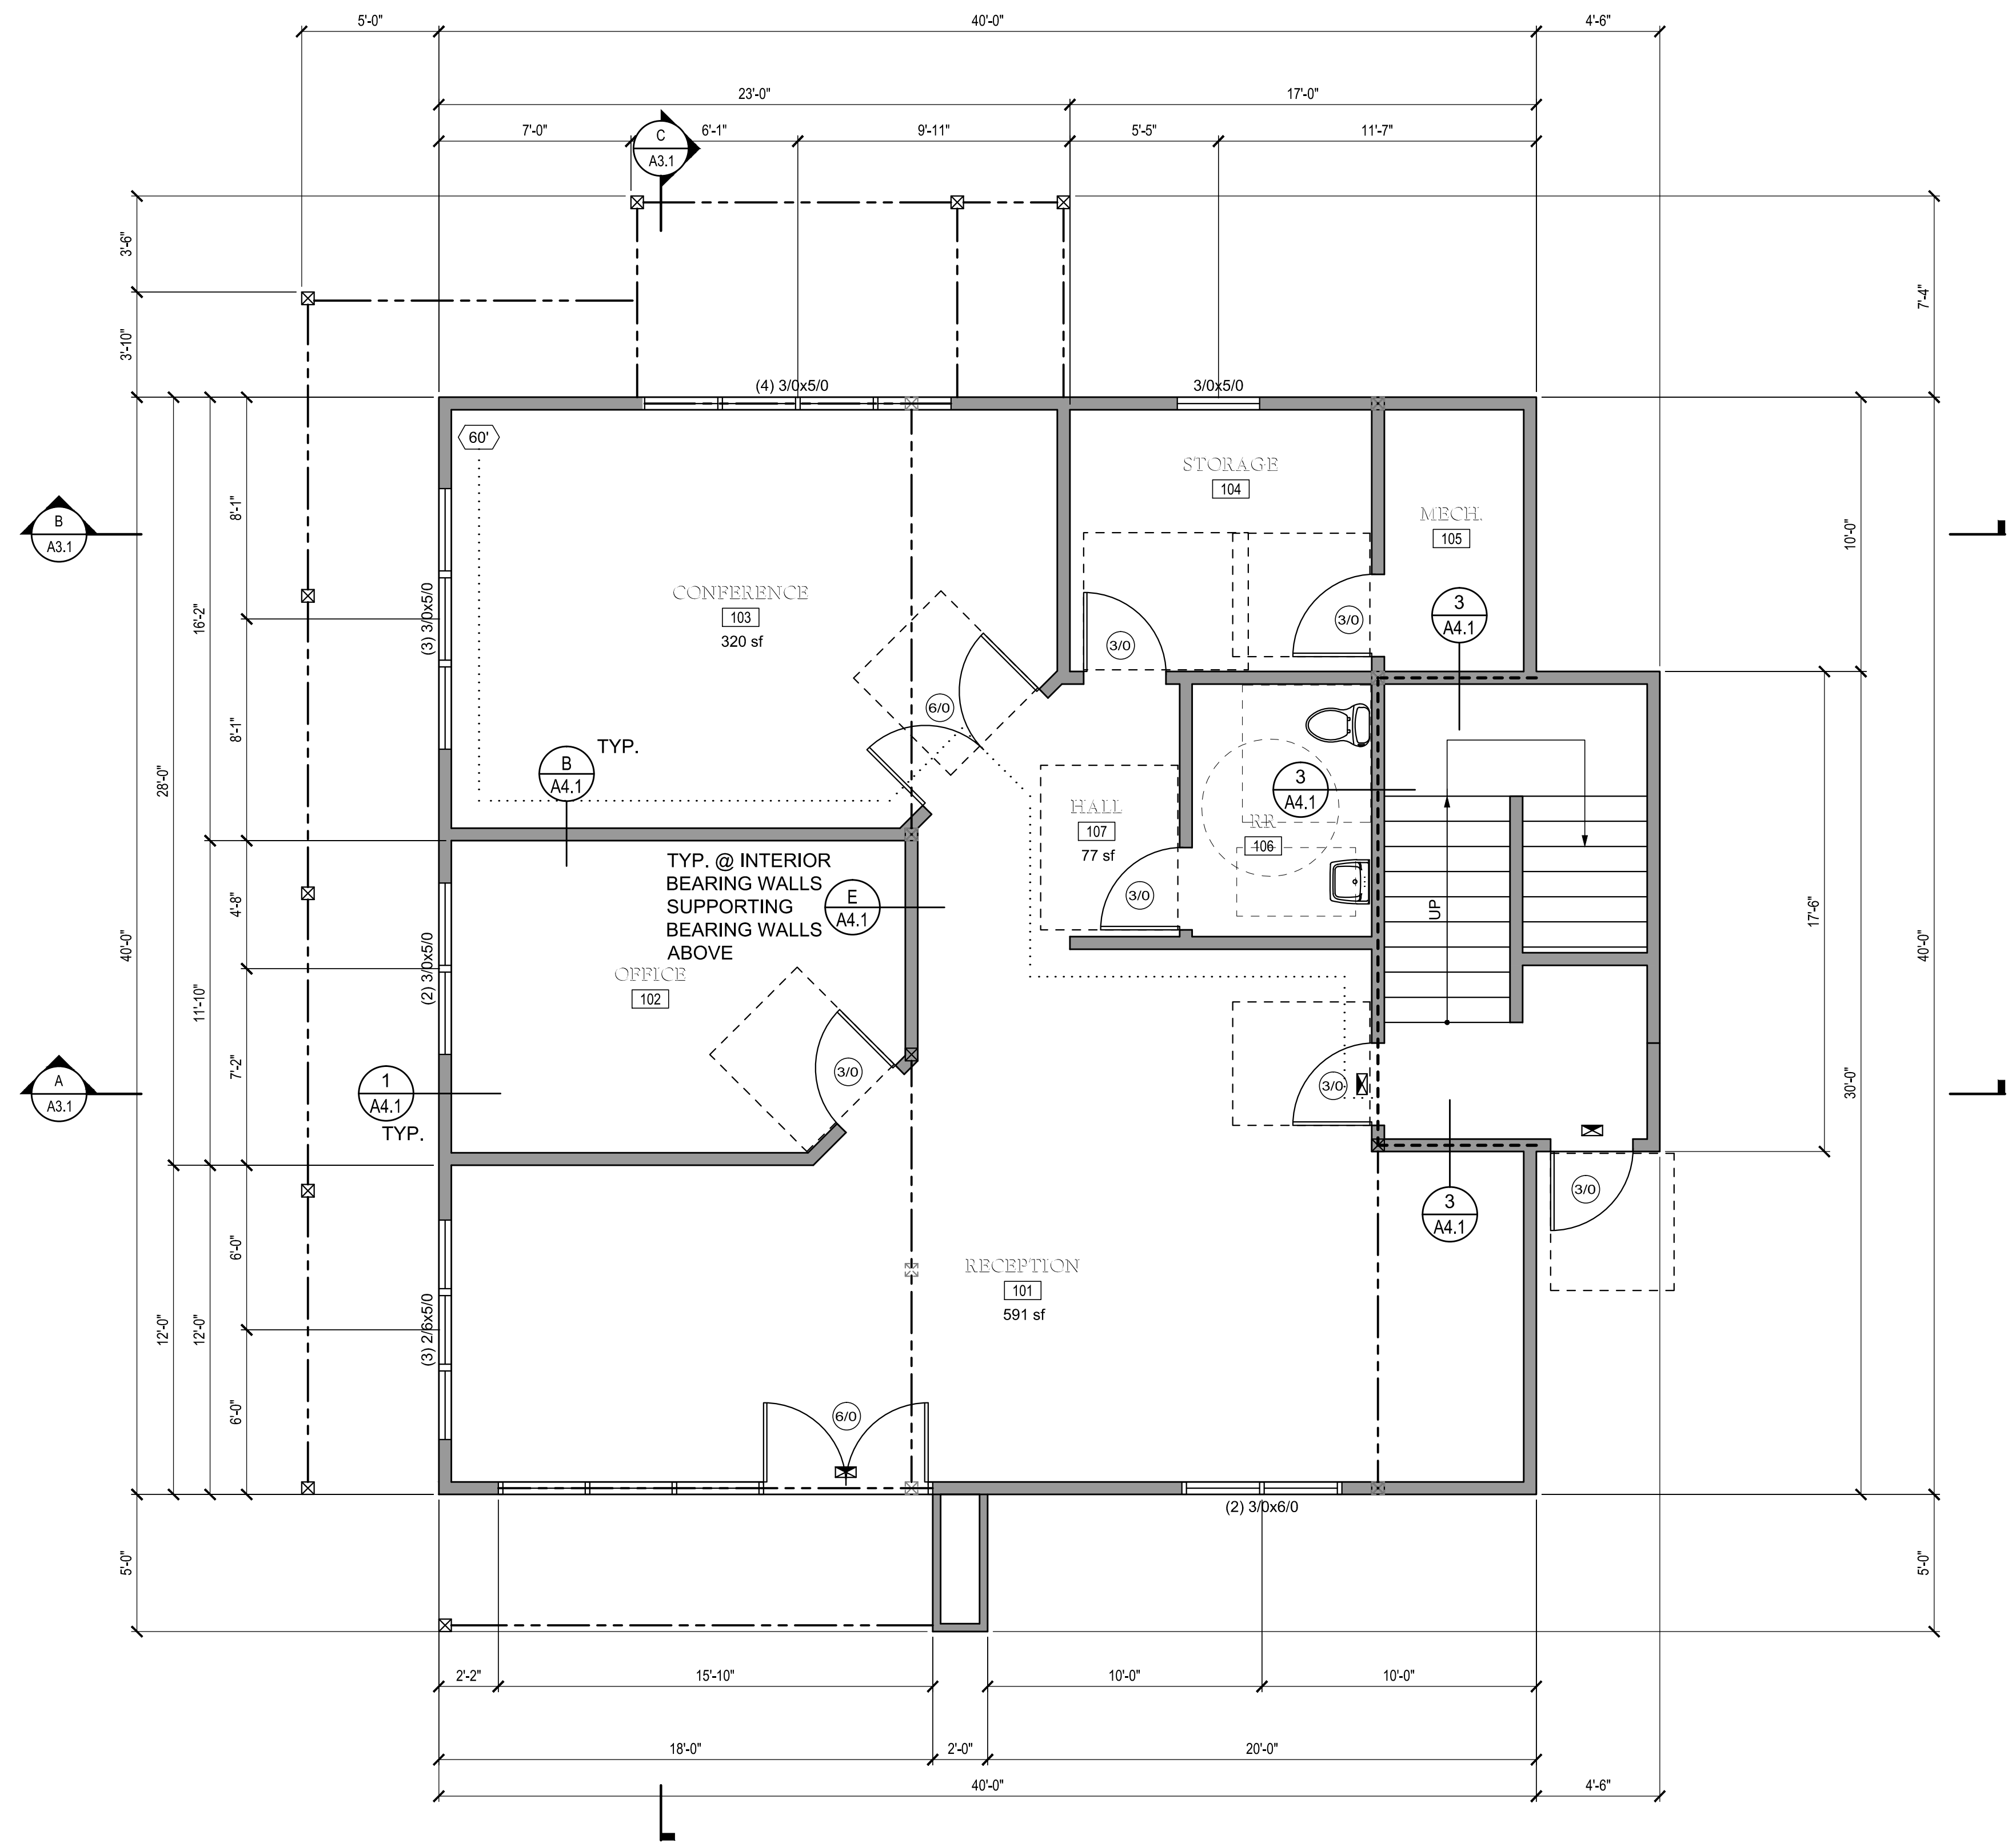 5'-0"
40'-0"
4'-6"
23'-0"
17'-0"
7'-0"
C
A3.1
6'-1"
9'-11"
5'-5"
11'-7"
3'-6"
3'-10"
7'-4"
(4) 3/0x5/0
3/0x5/0
60'
STORAGE
104
MECH.
105
B
A3.1
8'-1"
10'-0"
16'-2"
(3) 3/0x5/0
CONFERENCE
103
320 sf
3/0
3/0
3
A4.1
6/0
8'-1"
28'-0"
B
A4.1
TYP.
3
A4.1
HALL
107
77 sf
RR
106
TYP. @ INTERIOR
BEARING WALLS
SUPPORTING
BEARING WALLS
ABOVE
E
A4.1
3/0
UP
4'-8"
17'-6"
40'-0"
40'-0"
(2) 3/0x5/0
OFFICE
102
11'-10"
7'-2"
3/0
3/0
30'-0"
A
A3.1
1
A4.1
TYP.
3
A4.1
3/0
6'-0"
12'-0"
12'-0"
(3) 2/6x5/0
RECEPTION
101
591 sf
6'-0"
6/0
(2) 3/0x6/0
5'-0"
5'-0"
2'-2"
15'-10"
10'-0"
10'-0"
18'-0"
2'-0"
20'-0"
40'-0"
4'-6"